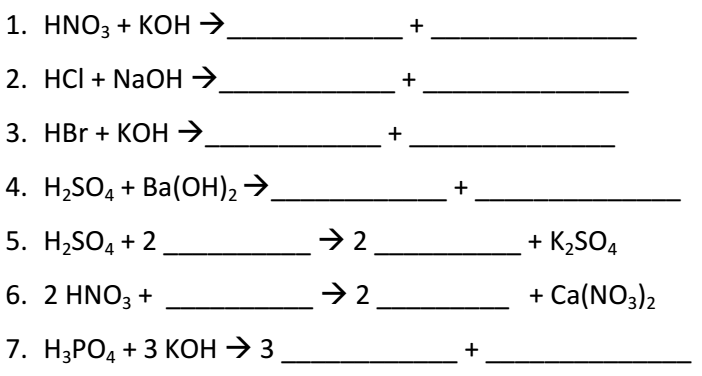 1. HNO₃ + KOH → ____________ + ______________
2. HCl + NaOH → ____________ + ______________
3. HBr + KOH → ____________ + ______________
4. H₂SO₄ + Ba(OH)₂ → ____________ + ______________
5. H₂SO₄ + 2 __________ → 2 __________ + K₂SO₄
6. 2 HNO₃ + __________ → 2 _________ + Ca(NO₃)₂
7. H₃PO₄ + 3 KOH → 3 ____________ + ______________